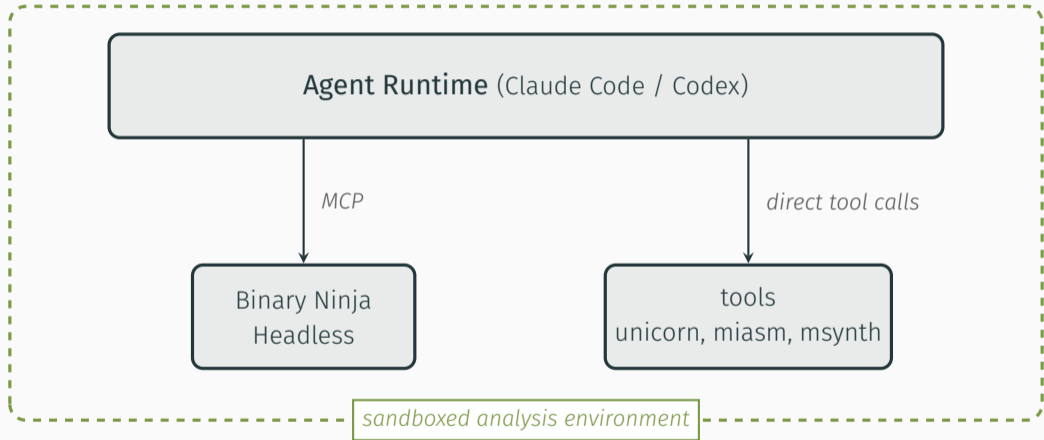 Agent Runtime (Claude Code / Codex)
MCP
direct tool calls
Binary Ninja
Headless
tools
unicorn, miasm, msynth
sandboxed analysis environment